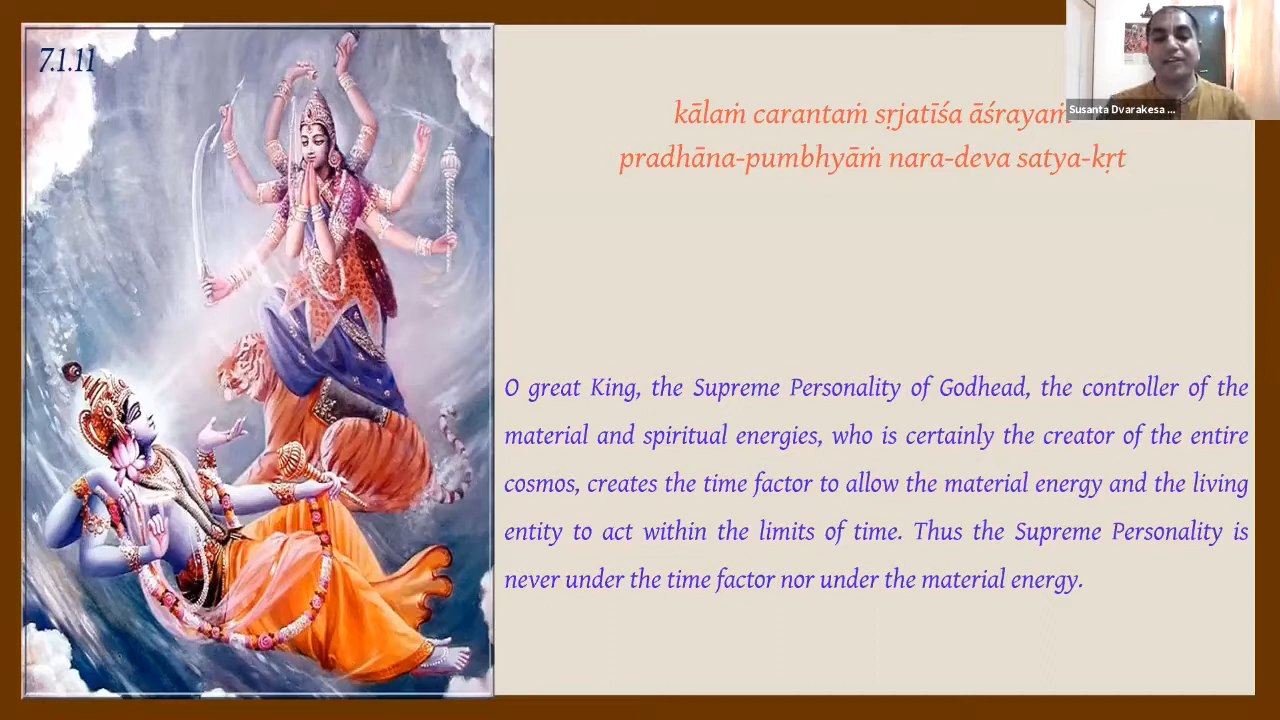 7.1.11
kālaṁ carantaṁ sṛjatīśa āśrayaṁ
pradhāna-pumbhyāṁ nara-deva satya-kṛt
Susanta Dvarakesa ...
O great King, the Supreme Personality of Godhead, the controller of the
material and spiritual energies, who is certainly the creator of the entire
cosmos, creates the time factor to allow the material energy and the living
entity to act within the limits of time. Thus the Supreme Personality is
never under the time factor nor under the material energy.